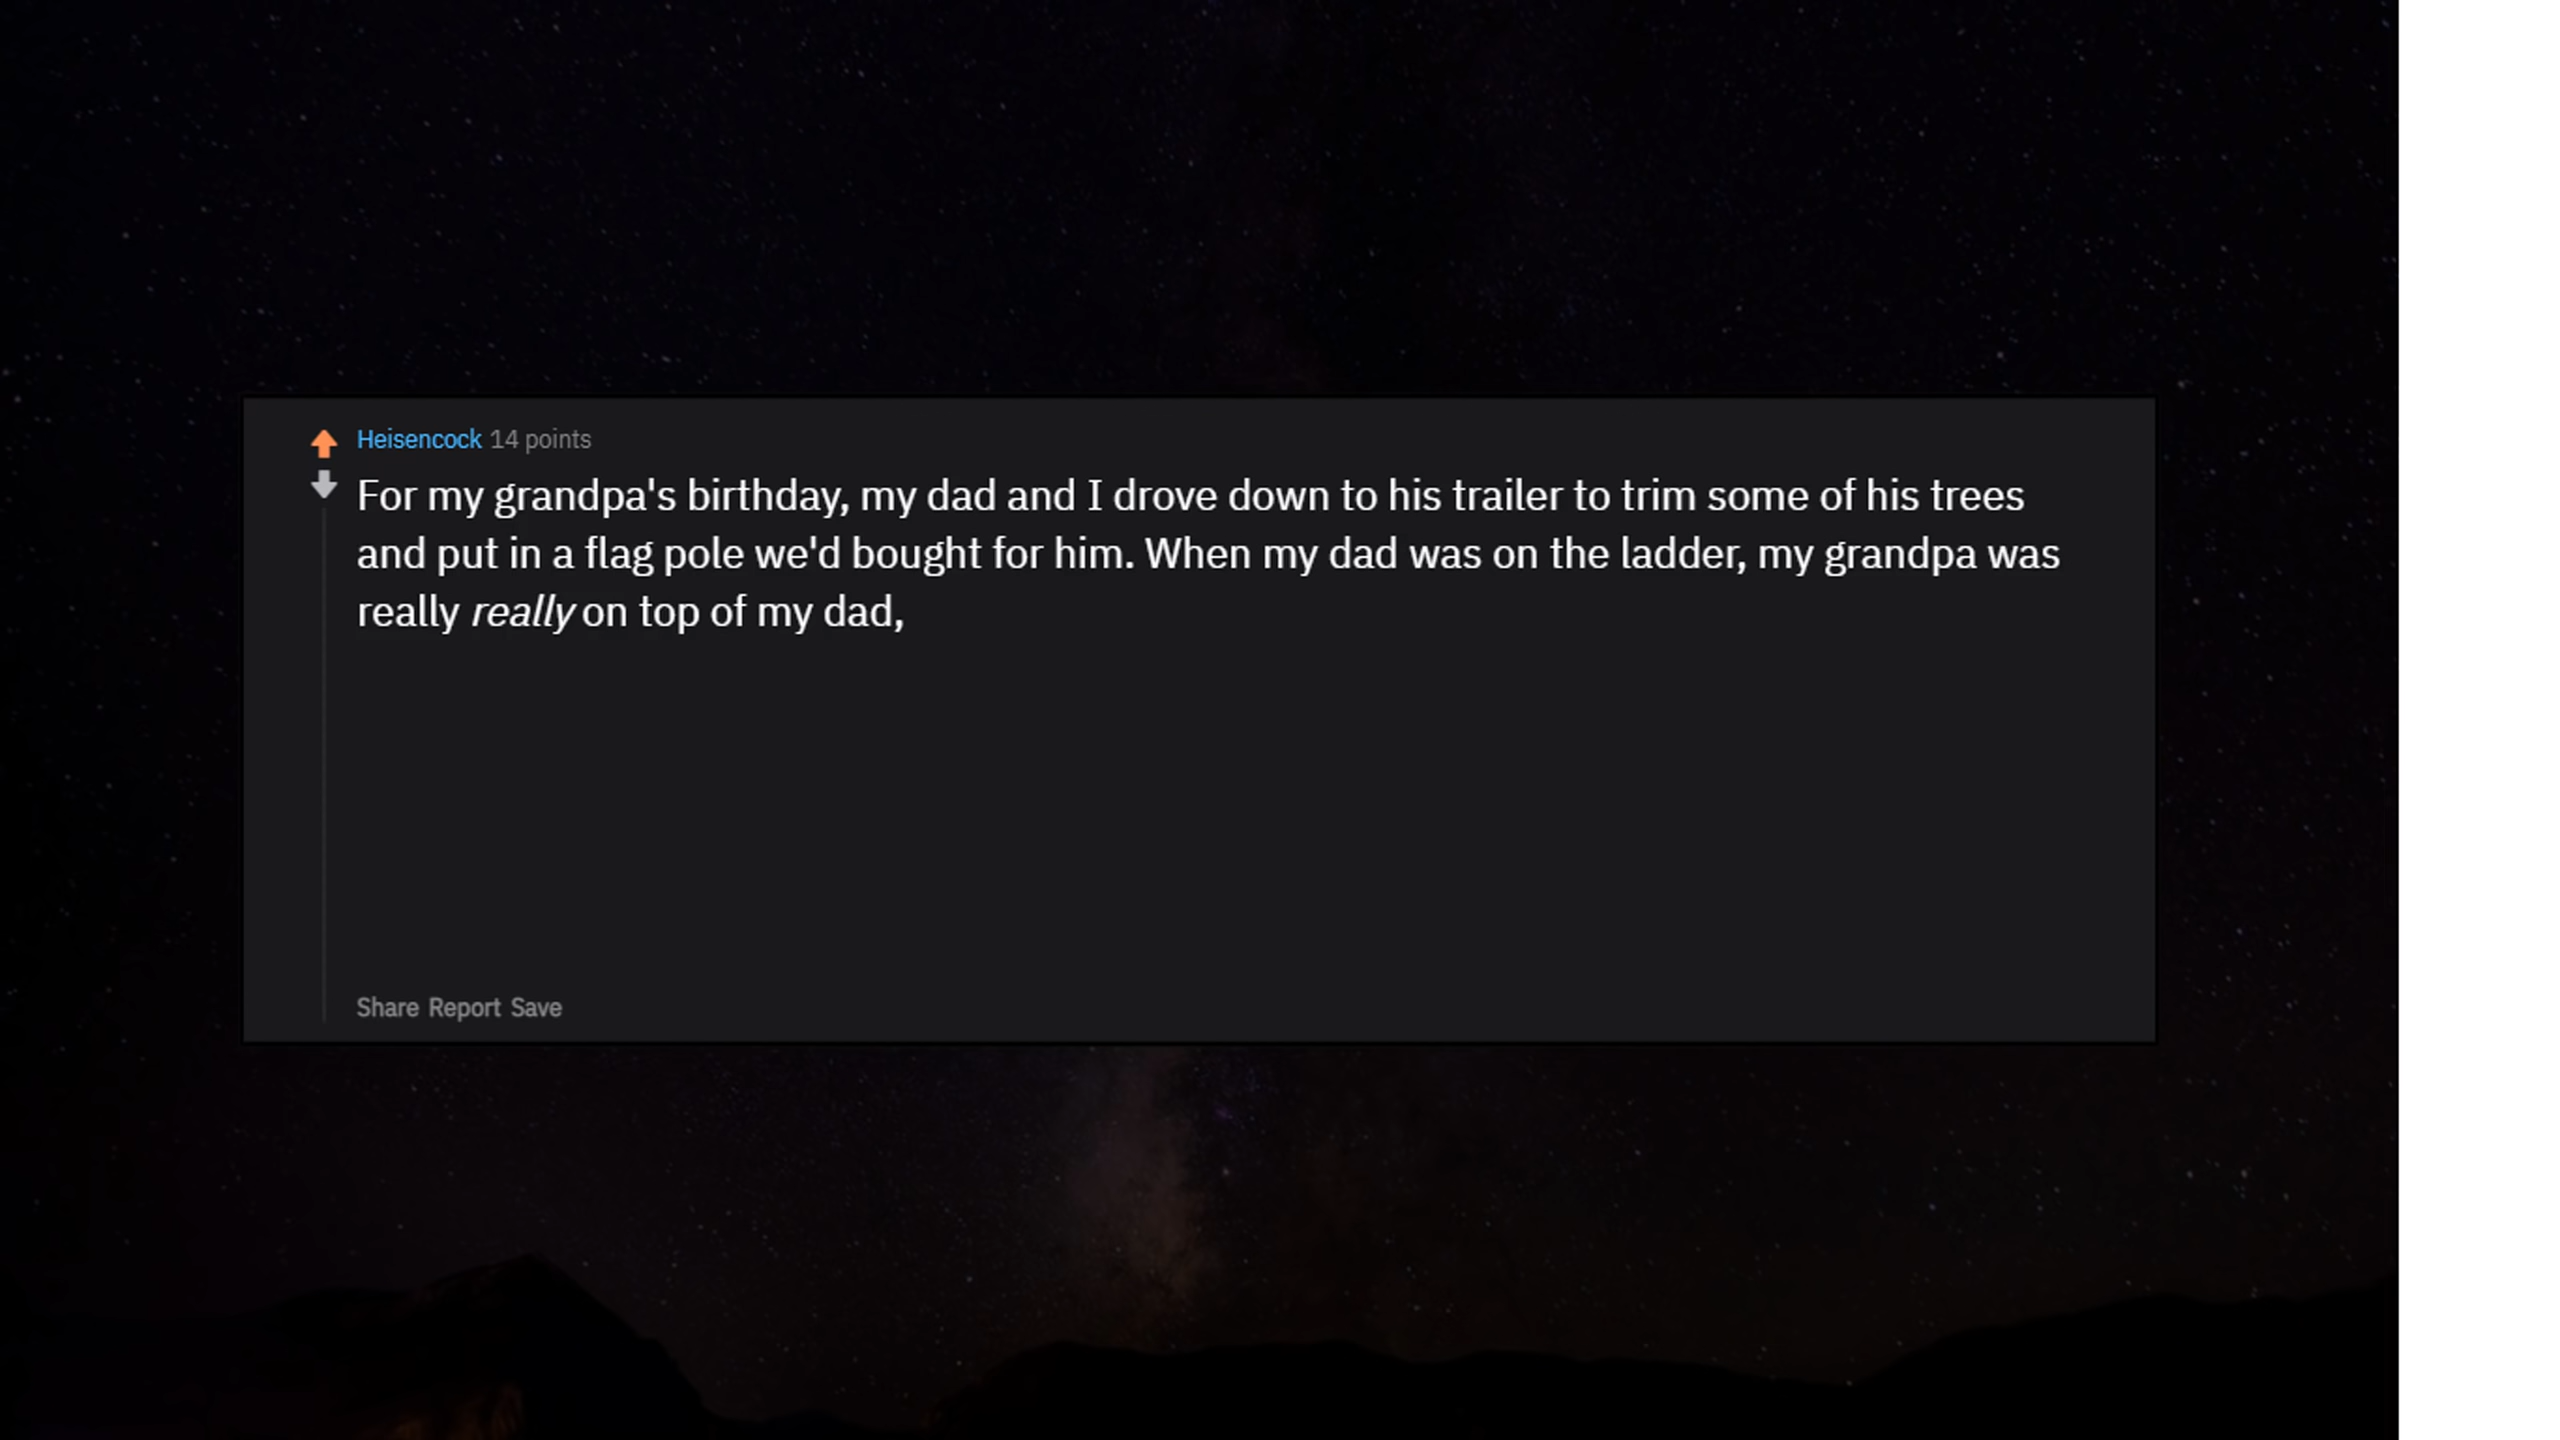 Heisencock 14 points
For my grandpa's birthday, my dad and I drove down to his trailer to trim some of his trees
and put in a flag pole we'd bought for him. When my dad was on the ladder, my grandpa was
really really on top of my dad,
Share Report Save